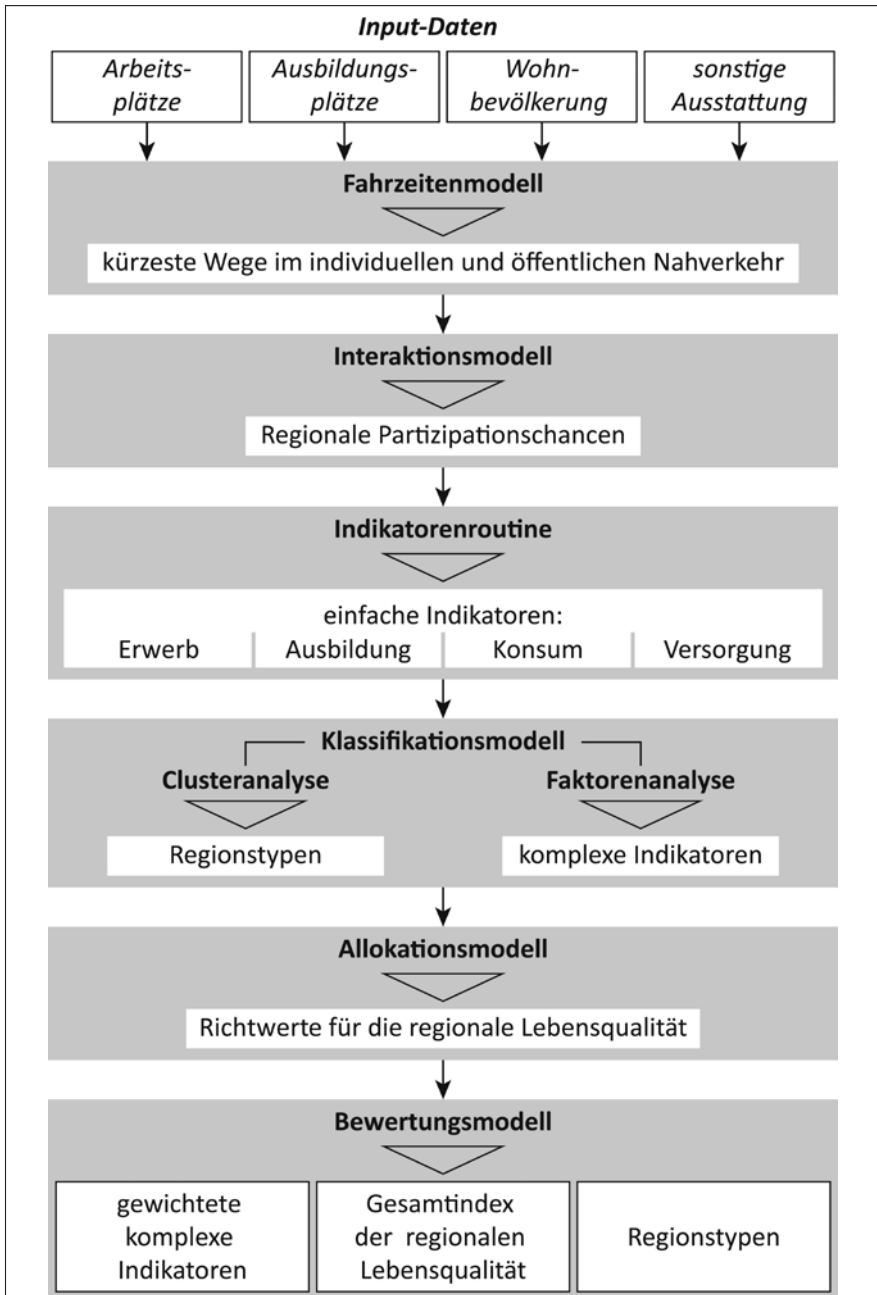 Input-Daten
Arbeits-
plätze
Ausbildungs-
plätze
Wohn-
bevölkerung
sonstige
Ausstattung
Fahrzeitenmodell
kürzeste Wege im individuellen und öffentlichen Nahverkehr
Interaktionsmodell
Regionale Partizipationschancen
Indikatorenroutine
einfache Indikatoren:
Erwerb
Ausbildung
Konsum
Versorgung
Klassifikationsmodell
Clusteranalyse
Faktorenanalyse
Regionstypen
komplexe Indikatoren
Allokationsmodell
Richtwerte für die regionale Lebensqualität
Bewertungsmodell
gewichtete
komplexe
Indikatoren
Gesamtindex
der regionalen
Lebensqualität
Regionstypen